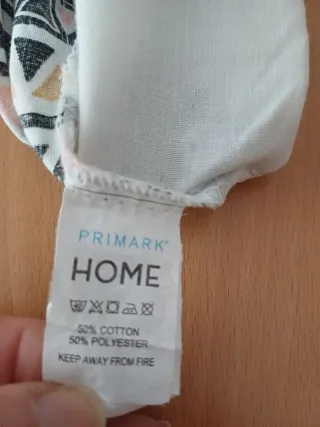 PRIMARK®
HOME
50% COTTON
50% POLYESTER
KEEP AWAY FROM FIRE